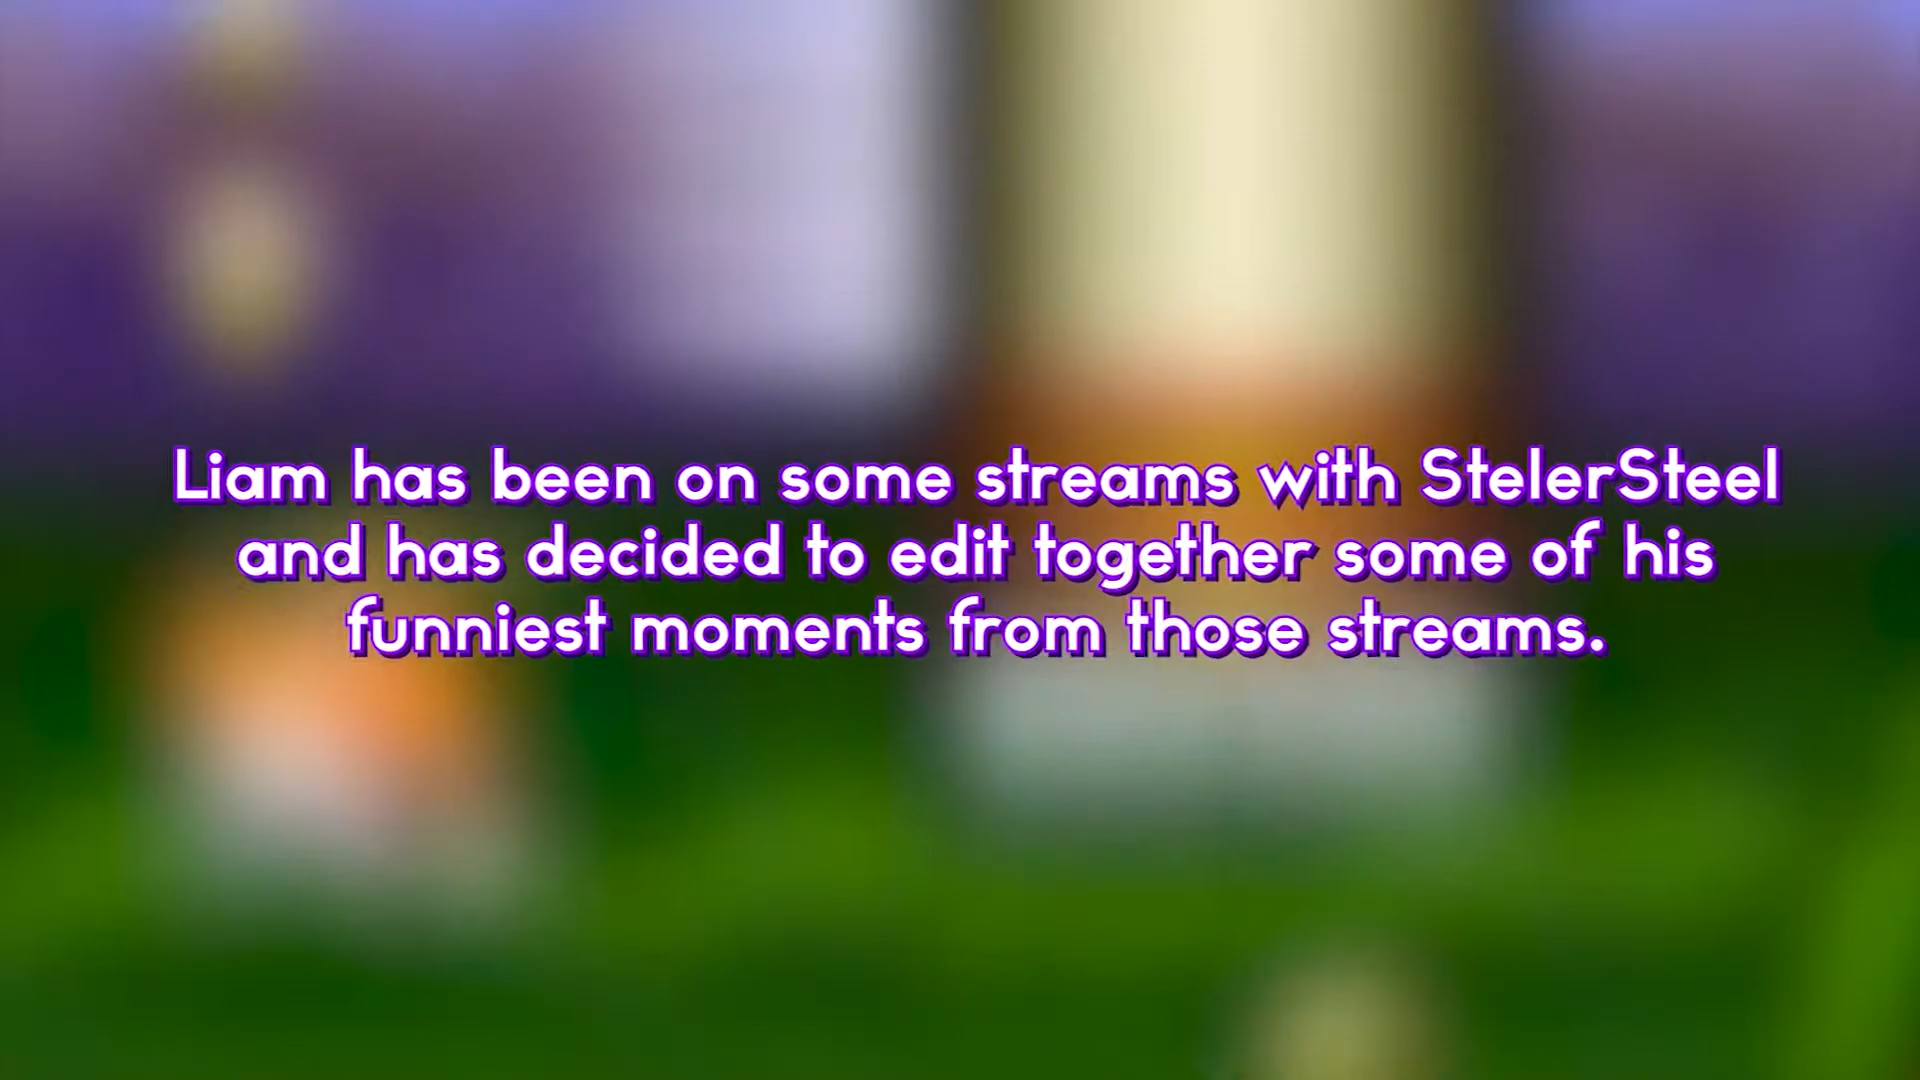 Liam has been on some streams with StelerSteel
and has decided to edit together some of his
funniest moments from those streams.